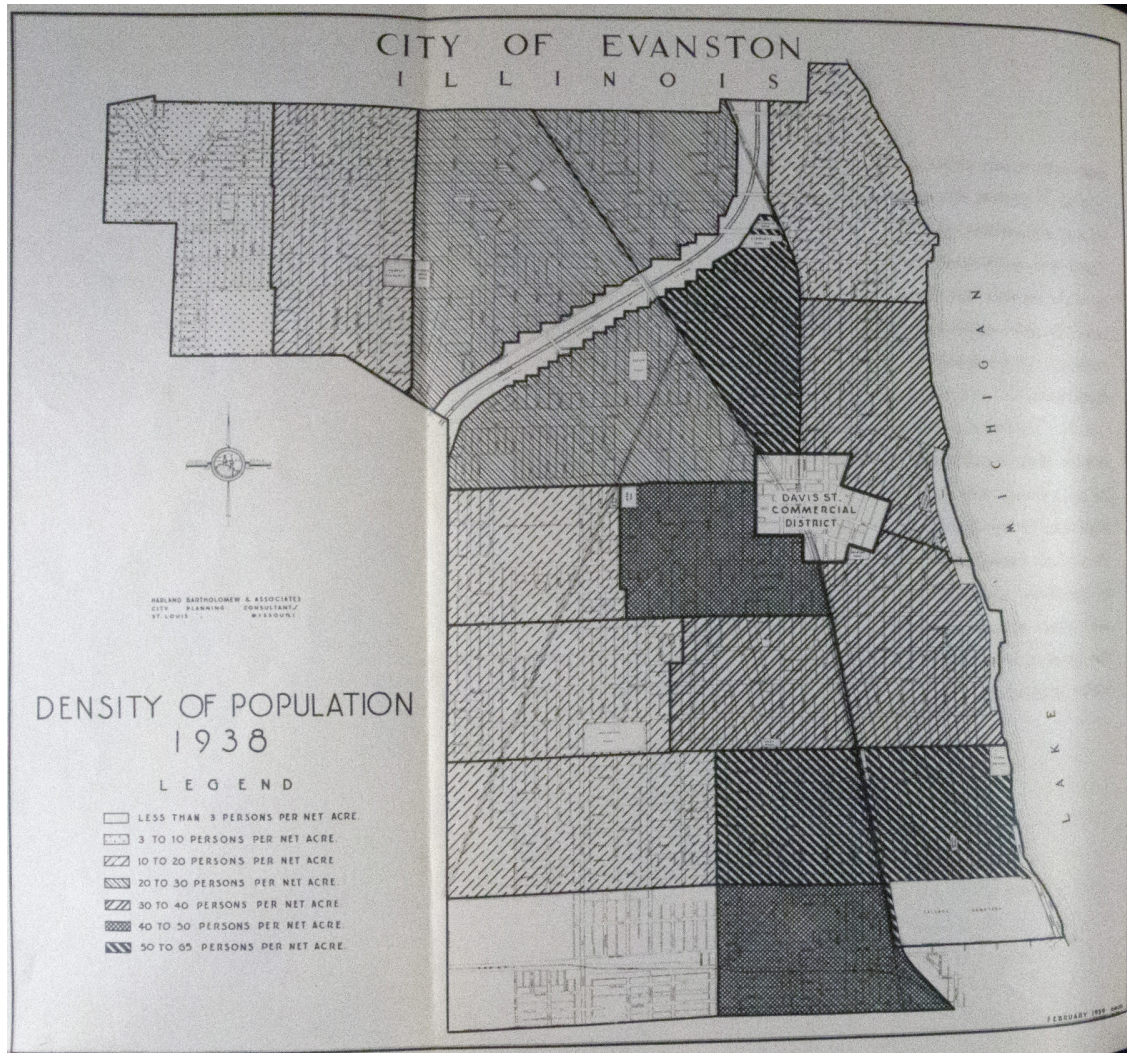 CITY OF EVANSTON
ILLINOIS
LAKE MICHIGAN
DAVIS ST.
COMMERCIAL
DISTRICT
HARLAND BARTHOLOMEW & ASSOCIATES
CITY PLANNING CONSULTANTS
ST. LOUIS , MISSOURI
DENSITY OF POPULATION
1938
LEGEND
LESS THAN 3 PERSONS PER NET ACRE.
3 TO 10 PERSONS PER NET ACRE.
10 TO 20 PERSONS PER NET ACRE
20 TO 30 PERSONS PER NET ACRE.
30 TO 40 PERSONS PER NET ACRE
40 TO 50 PERSONS PER NET ACRE.
50 TO 65 PERSONS PER NET ACRE.
CALVARY CEMETERY
FEBRUARY 1939